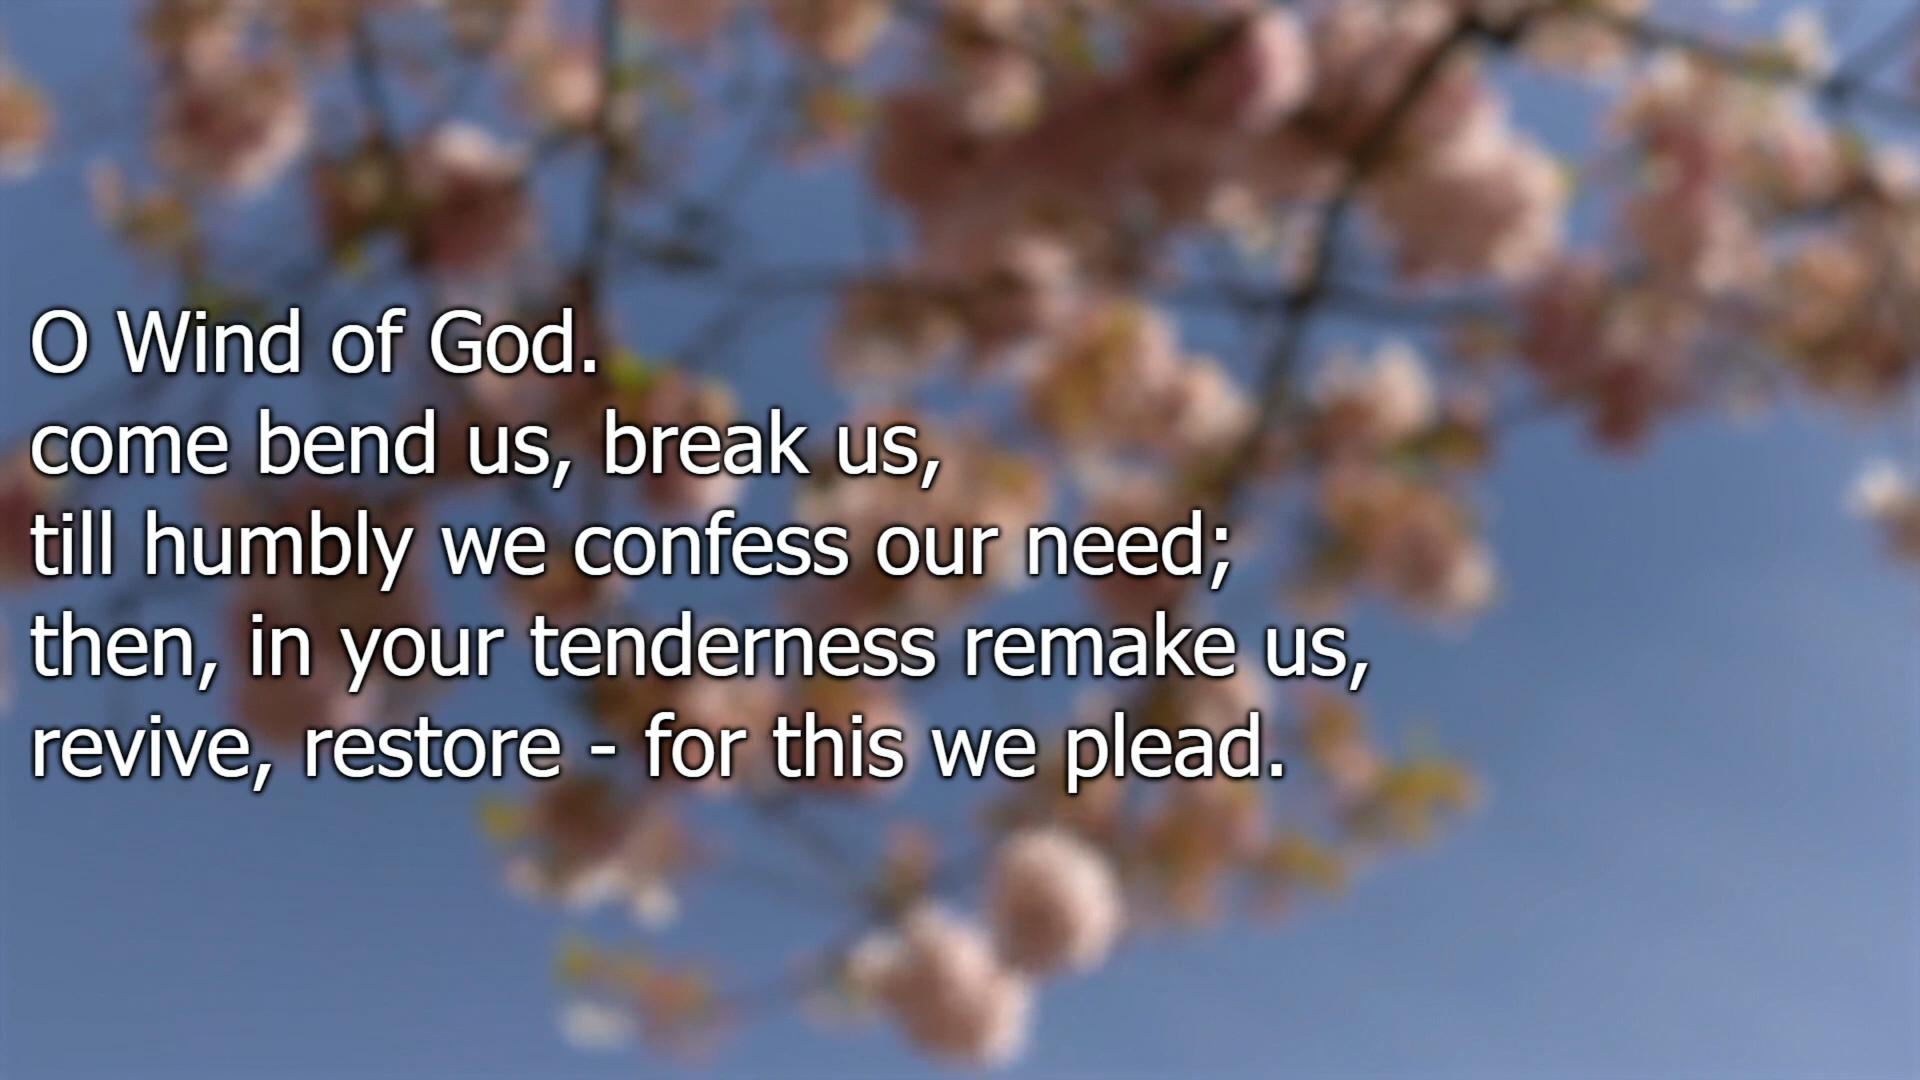 O Wind of God.
come bend us, break us,
till humbly we confess our need;
then, in your tenderness remake us,
revive, restore - for this we plead.